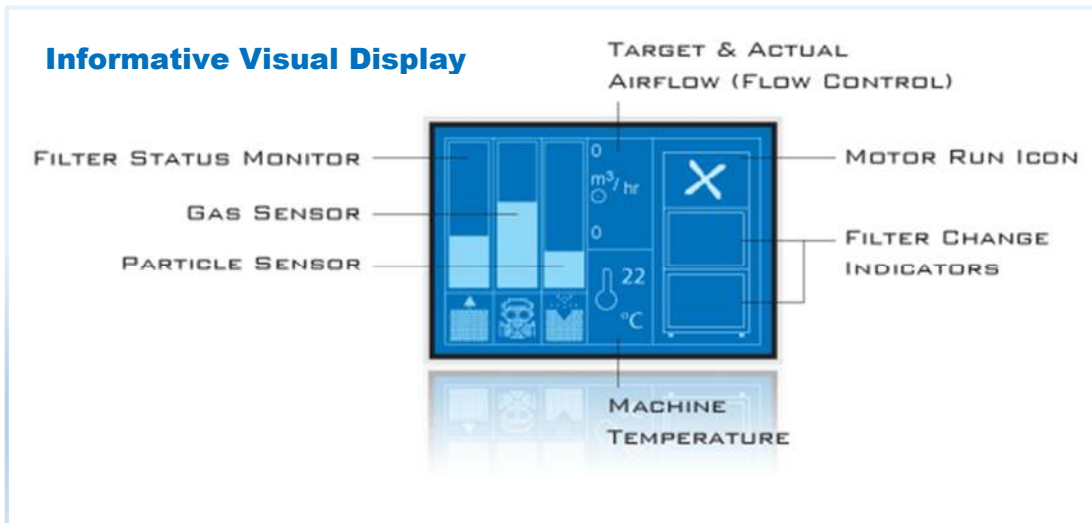 Informative Visual Display
TARGET & ACTUAL
AIRFLOW (FLOW CONTROL)
FILTER STATUS MONITOR
MOTOR RUN ICON
GAS SENSOR
FILTER CHANGE
INDICATORS
PARTICLE SENSOR
0
m³/ hr
0
22
°C
MACHINE
TEMPERATURE